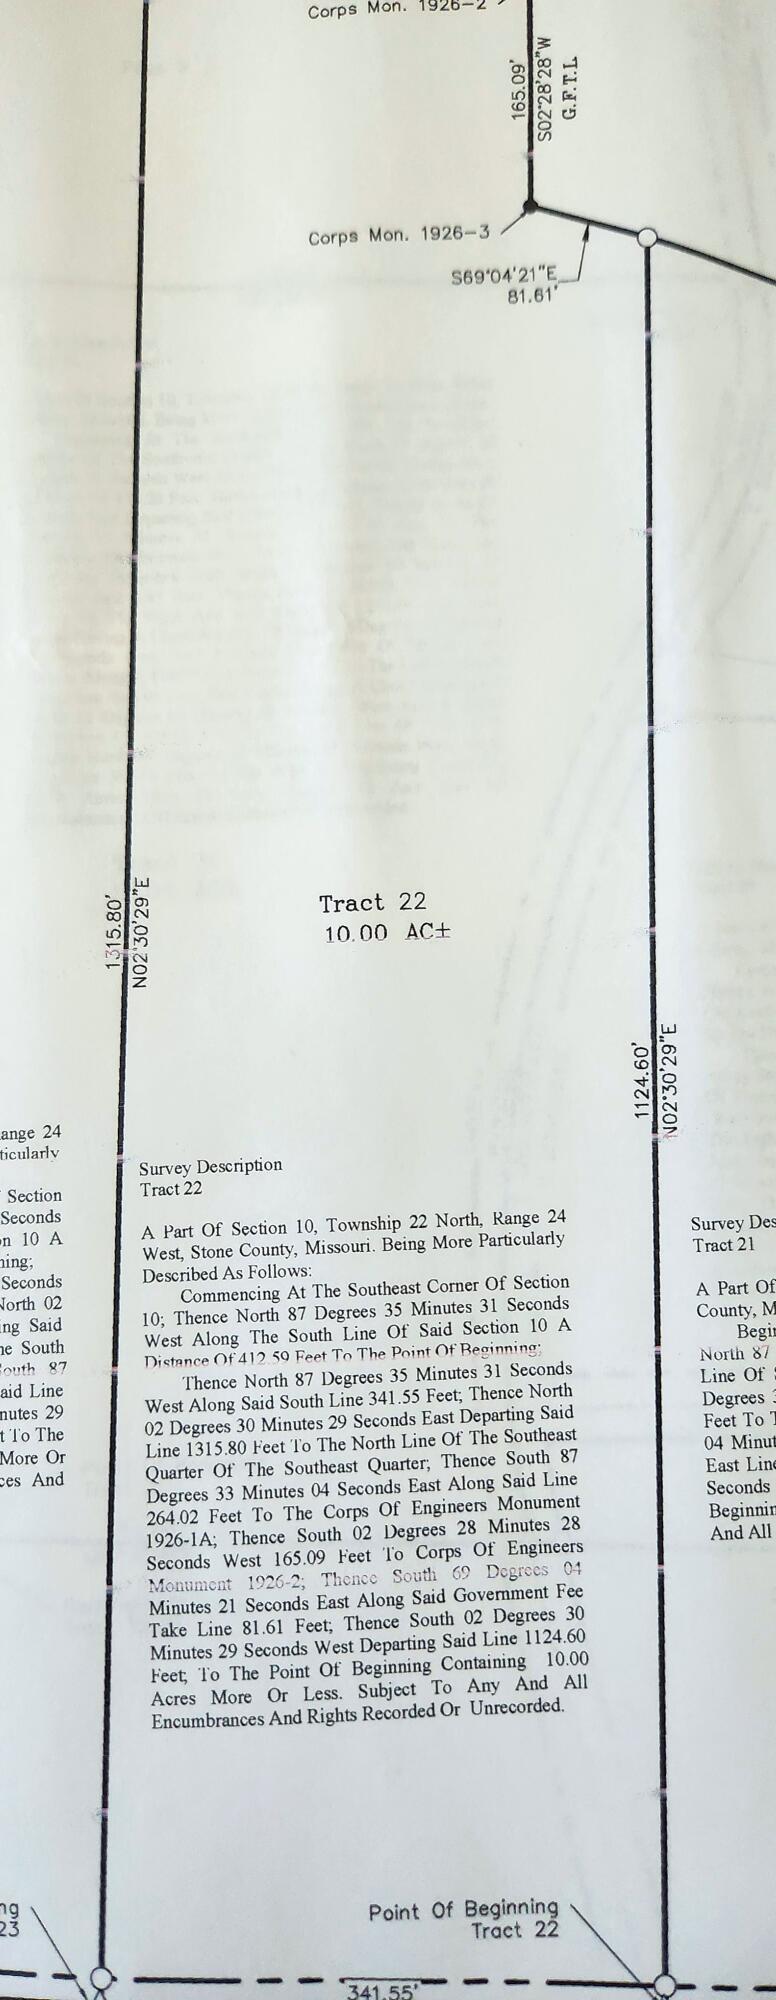 Corps Mon. 1926-2
165.09'
S02°28'28"W
G.F.T.L.
Corps Mon. 1926-3
S69°04'21"E
81.61'
Tract 22
10.00 AC±
1315.80'
N02°30'29"E
1124.60'
N02°30'29"E
ange 24
ticularly
Section
Seconds
on 10 A
ning;
Seconds
North 02
ing Said
he South
South 87
aid Line
nutes 29
t To The
More Or
ces And
Survey Description
Tract 22
A Part Of Section 10, Township 22 North, Range 24
West, Stone County, Missouri. Being More Particularly
Described As Follows:
Commencing At The Southeast Corner Of Section
10; Thence North 87 Degrees 35 Minutes 31 Seconds
West Along The South Line Of Said Section 10 A
Distance Of 412.59 Feet To The Point Of Beginning;
Thence North 87 Degrees 35 Minutes 31 Seconds
West Along Said South Line 341.55 Feet; Thence North
02 Degrees 30 Minutes 29 Seconds East Departing Said
Line 1315.80 Feet To The North Line Of The Southeast
Quarter Of The Southeast Quarter; Thence South 87
Degrees 33 Minutes 04 Seconds East Along Said Line
264.02 Feet To The Corps Of Engineers Monument
1926-1A; Thence South 02 Degrees 28 Minutes 28
Seconds West 165.09 Feet To Corps Of Engineers
Monument 1926-2; Thence South 69 Degrees 04
Minutes 21 Seconds East Along Said Government Fee
Take Line 81.61 Feet; Thence South 02 Degrees 30
Minutes 29 Seconds West Departing Said Line 1124.60
Feet; To The Point Of Beginning Containing 10.00
Acres More Or Less. Subject To Any And All
Encumbrances And Rights Recorded Or Unrecorded.
Survey Des
Tract 21
A Part Of
County, M
Begin
North 87
Line Of
Degrees
Feet To
04 Minut
East Line
Seconds
Beginnin
And All
ng
23
Point Of Beginning
Tract 22
341.55'